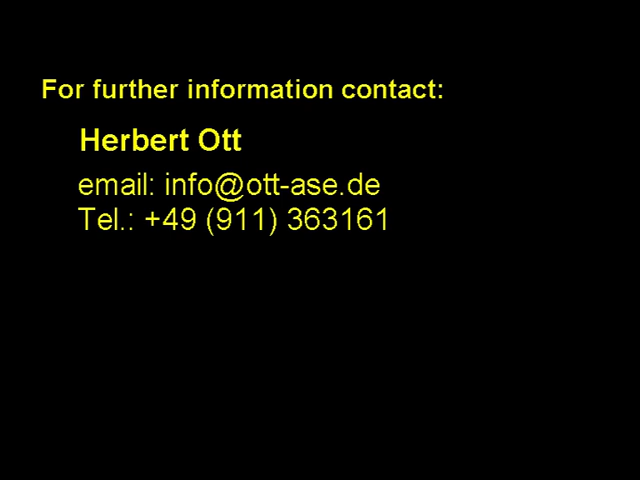 For further information contact:
Herbert Ott
email: info@ott-ase.de
Tel.: +49 (911) 363161